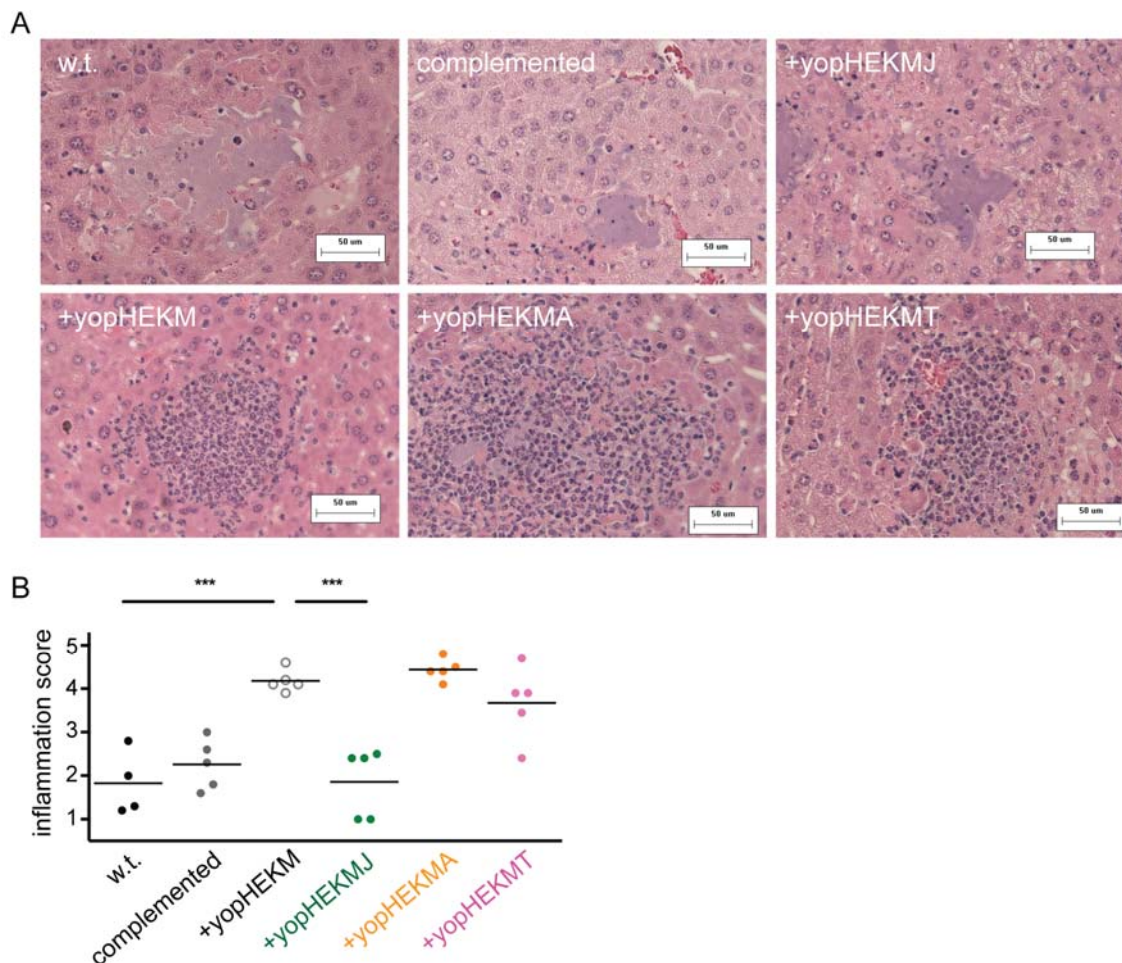 A
w.t.
complemented
+yopHEKMJ
50 um
50 um
50 um
+yopHEKM
+yopHEKMA
+yopHEKMT
50 um
50 um
50 um
B
*** ***
inflammation score
5
4
3
2
1
w.t.
complemented
+yopHEKM
+yopHEKMJ
+yopHEKMA
+yopHEKMT